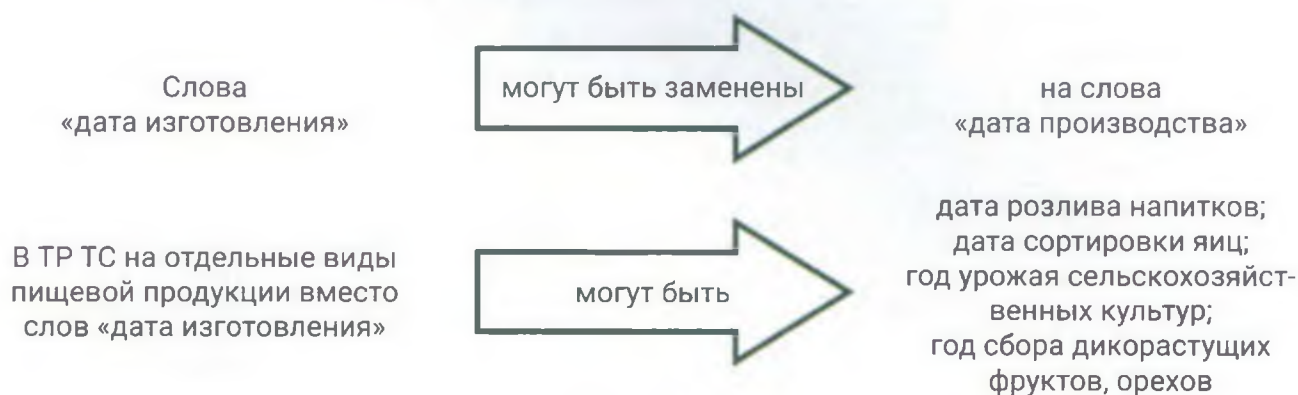 Слова
«дата изготовления»
могут быть заменены
на слова
«дата производства»
В ТР ТС на отдельные виды
пищевой продукции вместо
слов «дата изготовления»
могут быть
дата розлива напитков;
дата сортировки яиц;
год урожая сельскохозяйст-
венных культур;
год сбора дикорастущих
фруктов, орехов